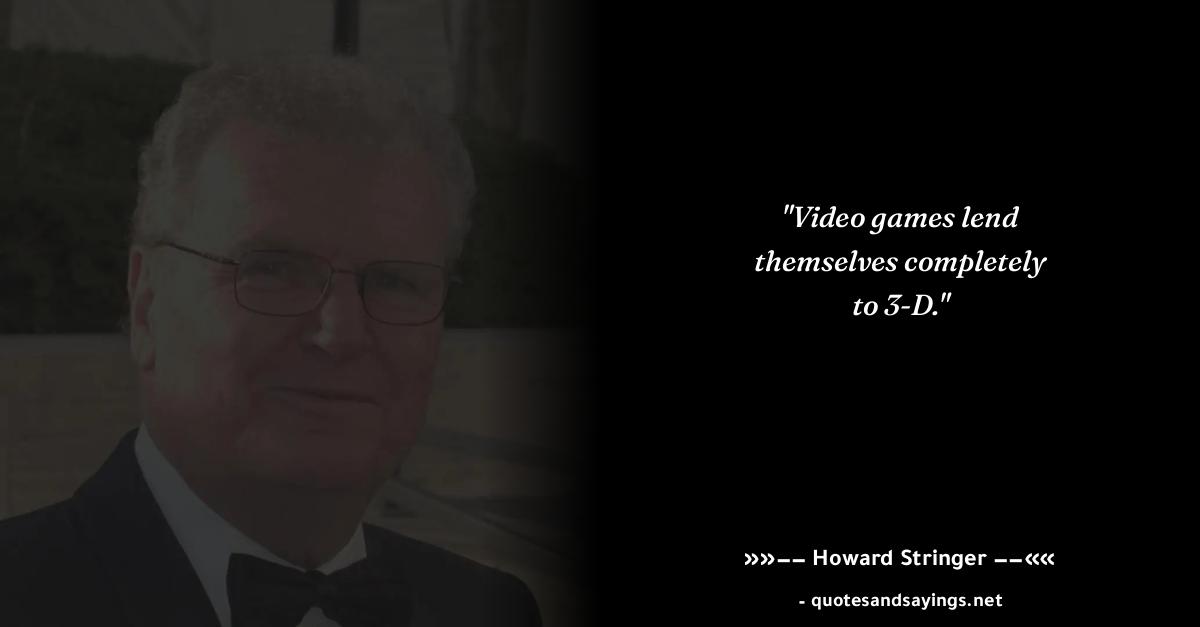 "Video games lend
themselves completely
to 3-D."
»»−− Howard Stringer −−««
- quotesandsayings.net